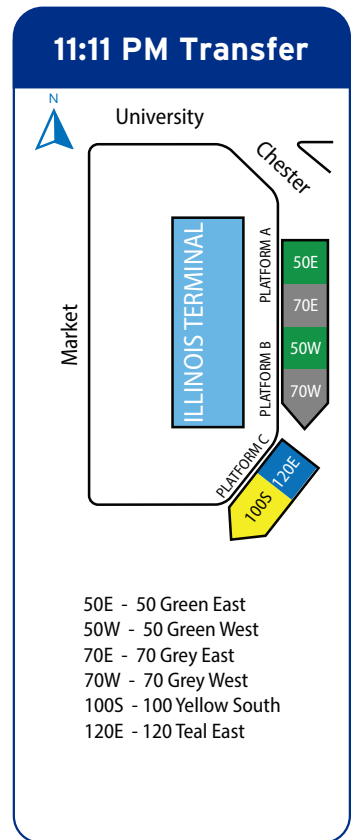 11:11 PM Transfer
N
University
Chester
Market
ILLINOIS TERMINAL
PLATFORM A
PLATFORM B
PLATFORM C
50E
70E
50W
70W
120E
100S
50E - 50 Green East
50W - 50 Green West
70E - 70 Grey East
70W - 70 Grey West
100S - 100 Yellow South
120E - 120 Teal East